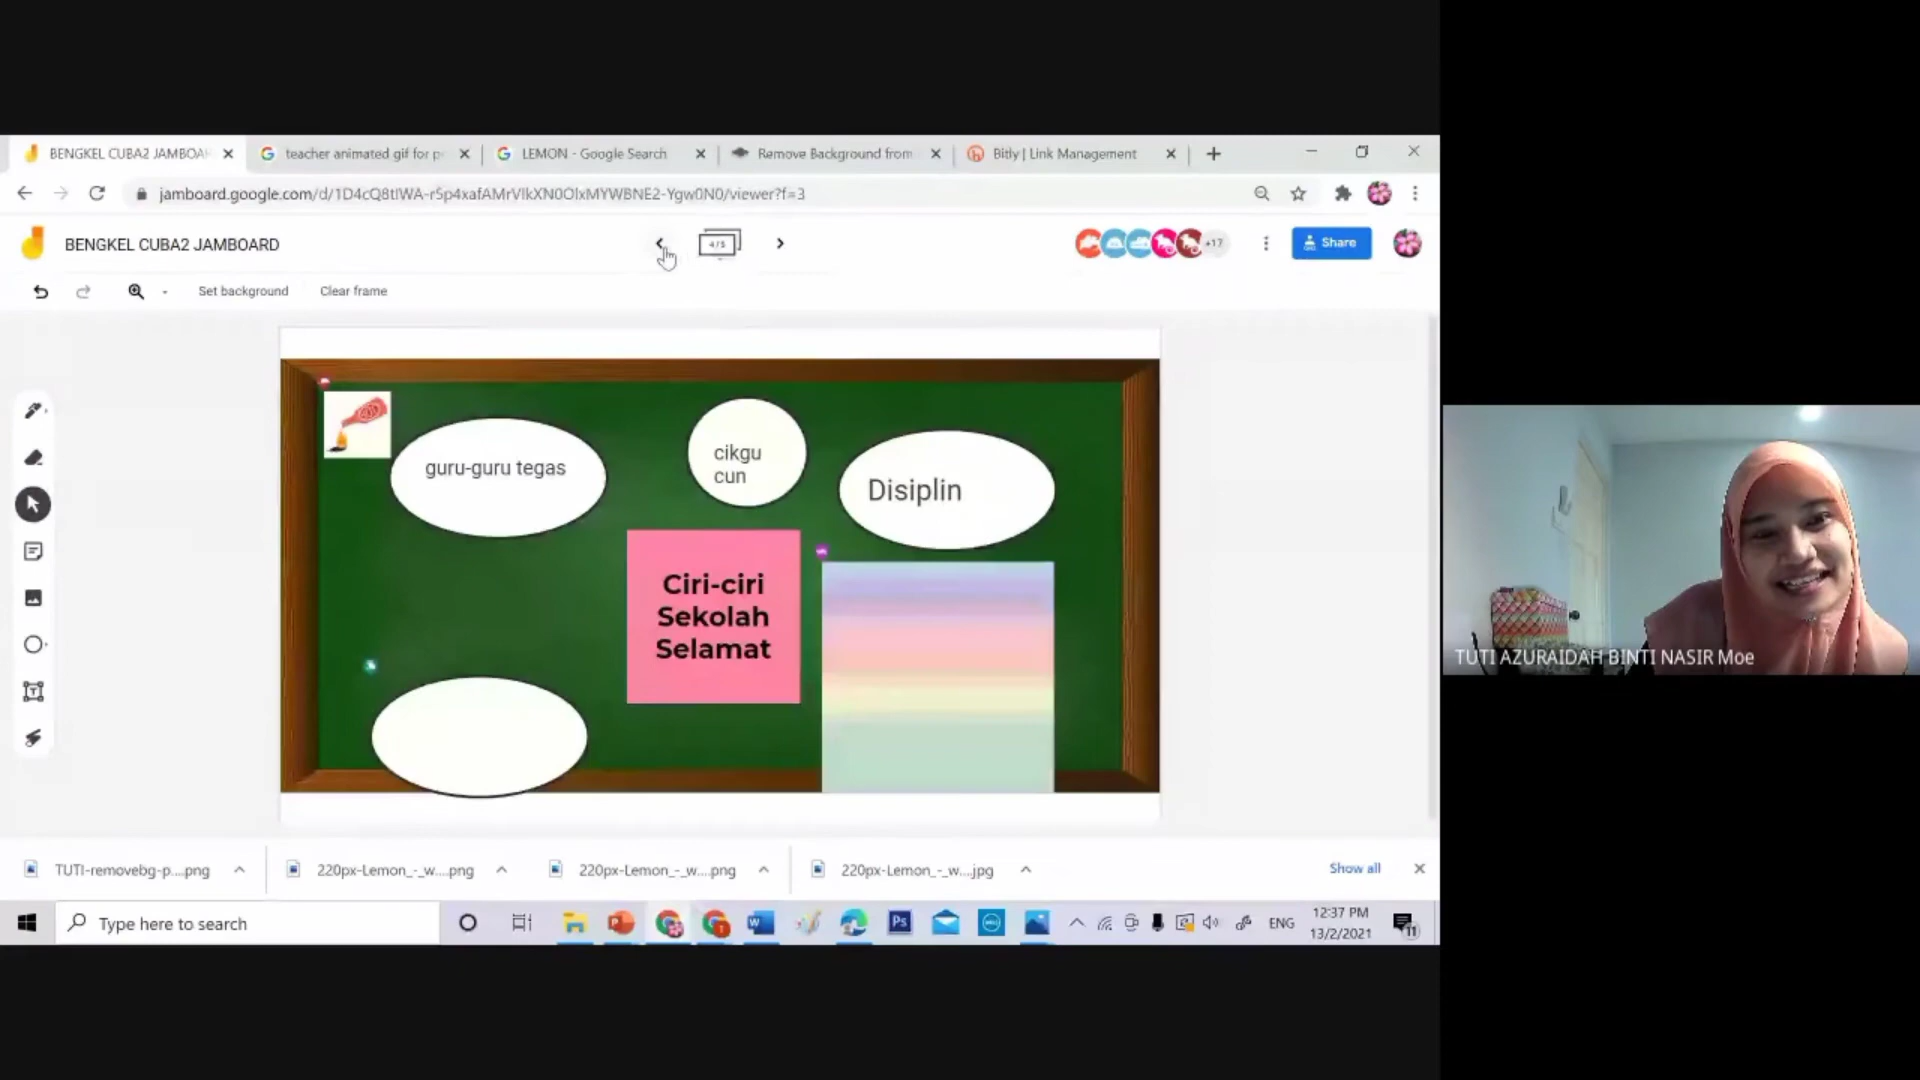 BENGKEL CUBA2 JAMBOAR
teacher animated gif for p
LEMON - Google Search
Remove Background from
Bitly | Link Management
jamboard.google.com/d/1D4cQ8tIWA-r5p4xafAMrVIkXN0OlxMYWBNE2-Ygw0N0/viewer?f=3
BENGKEL CUBA2 JAMBOARD
4/5
+17
Share
Set background
Clear frame
guru-guru tegas
cikgu
cun
Disiplin
Ciri-ciri
Sekolah
Selamat
TUTI AZURAIDAH BINTI NASIR Moe
TUTI-removebg-p....png
220px-Lemon_-_w....png
220px-Lemon_-_w....png
220px-Lemon_-_w....jpg
Show all
Type here to search
ENG
12:37 PM
13/2/2021
11